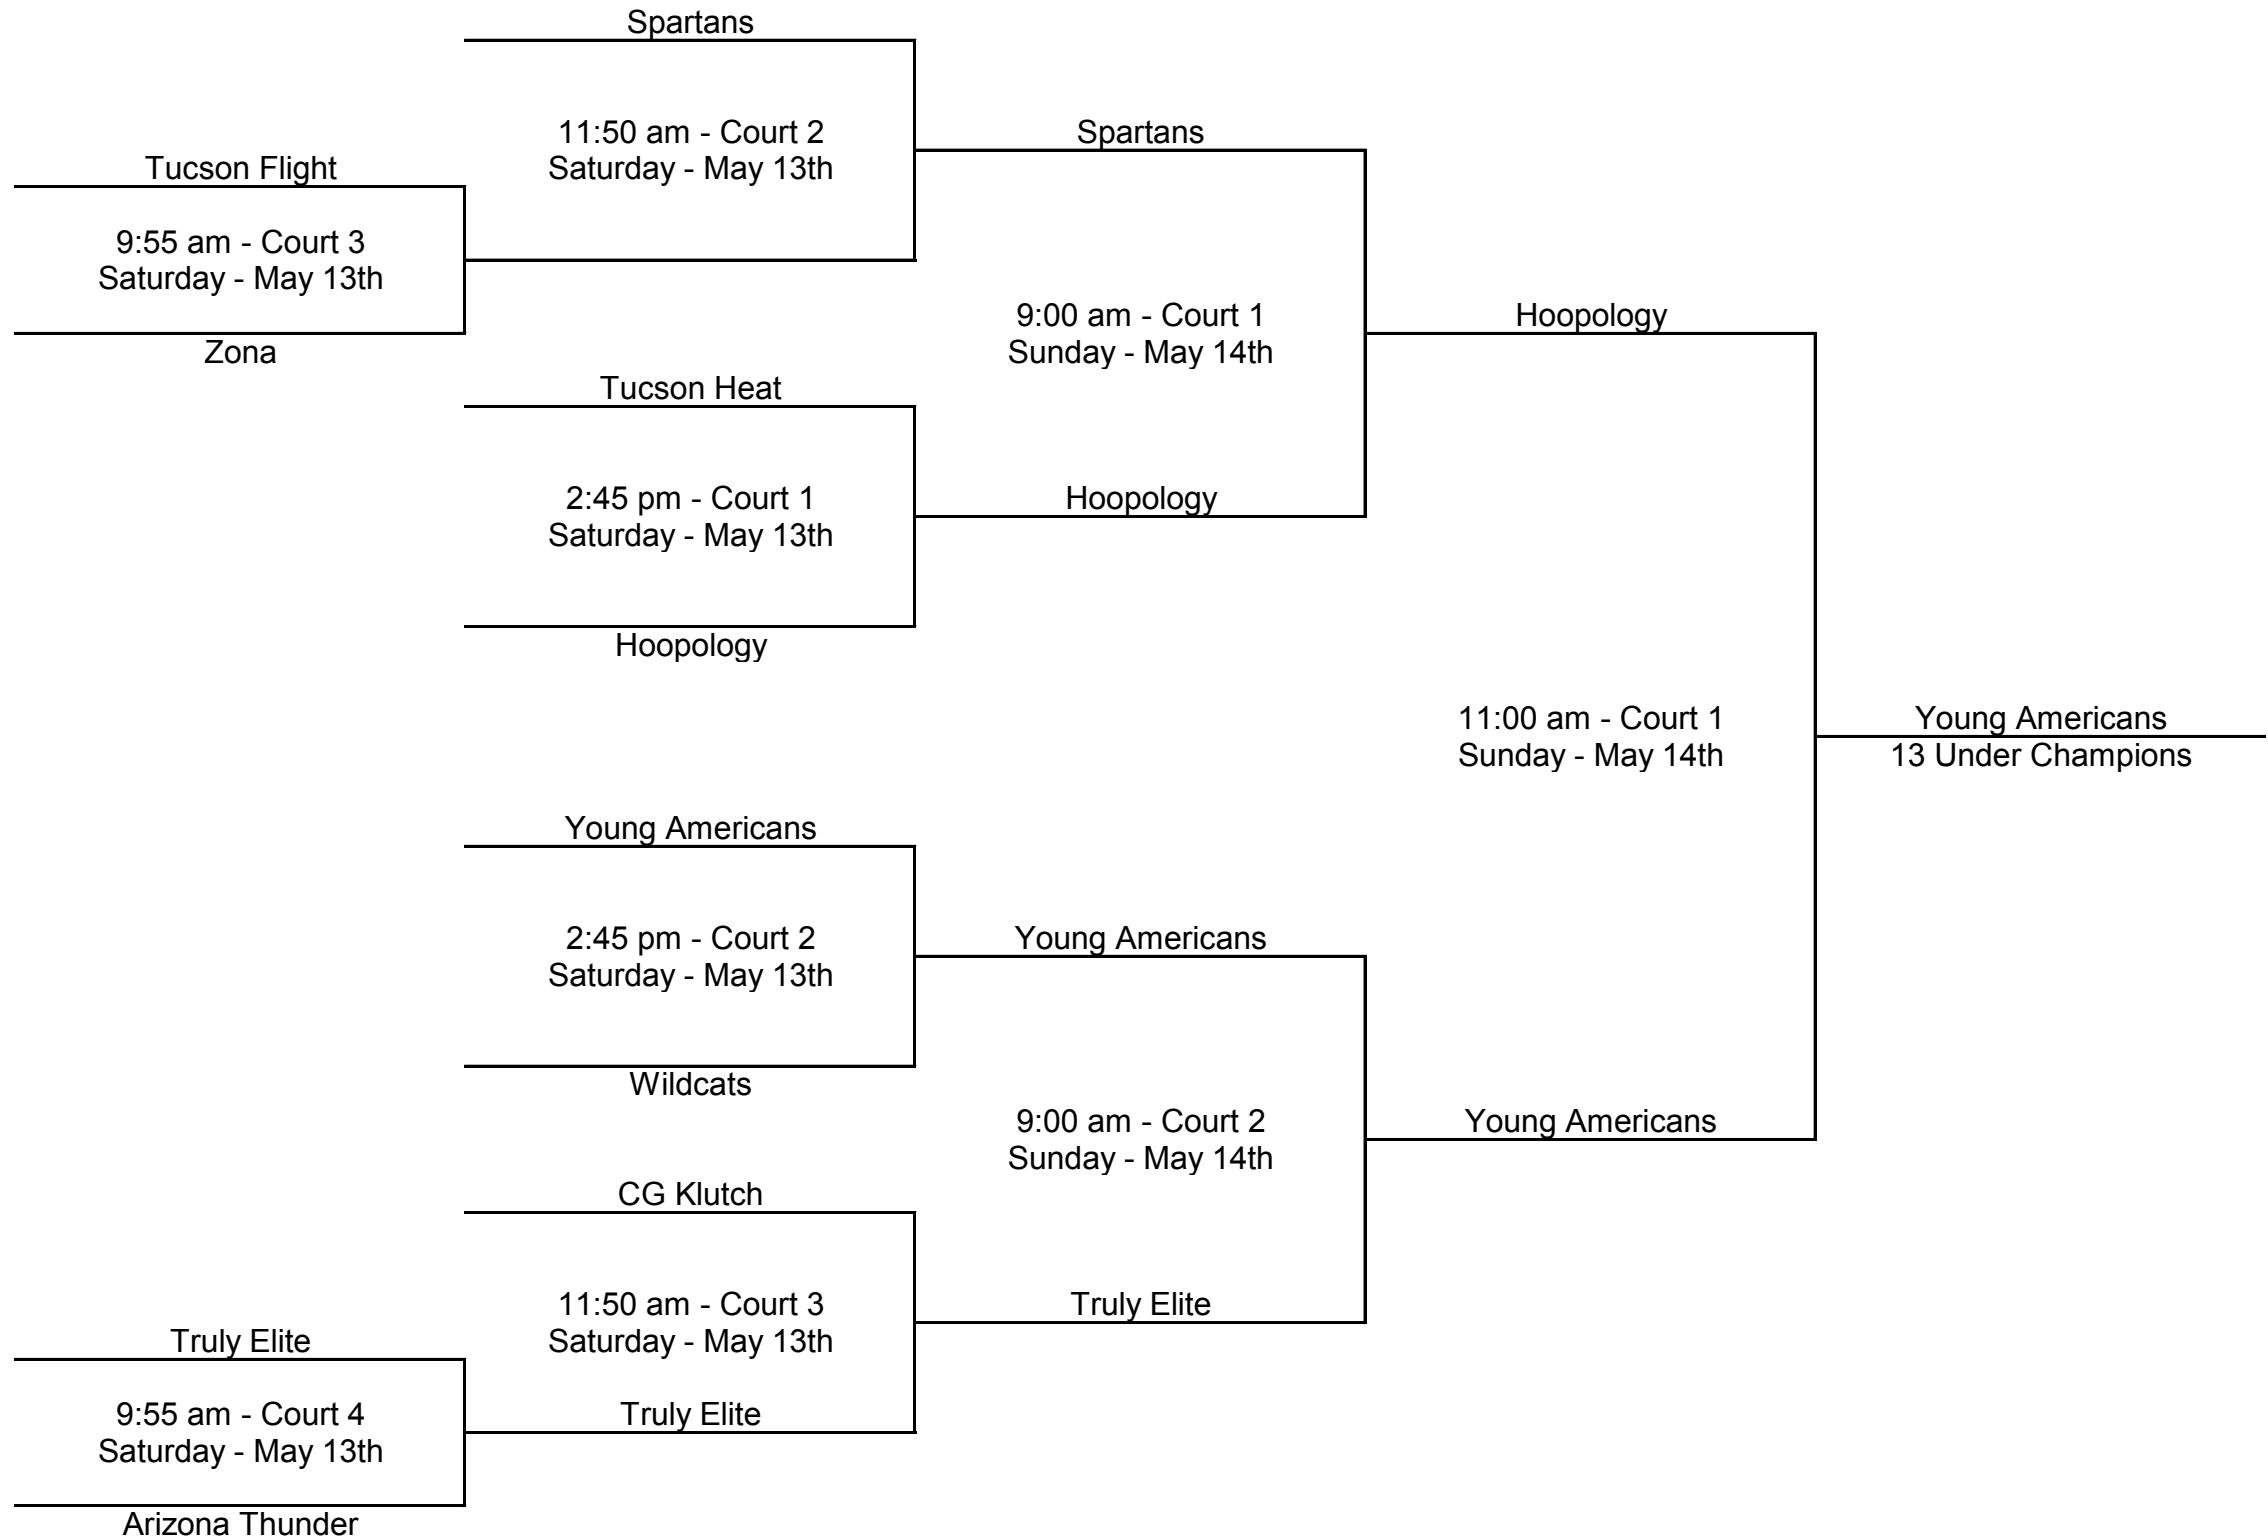 Spartans
11:50 am - Court 2
Saturday - May 13th
Spartans
Tucson Flight
9:55 am - Court 3
Saturday - May 13th
Zona
9:00 am - Court 1
Sunday - May 14th
Hoopology
Tucson Heat
2:45 pm - Court 1
Saturday - May 13th
Hoopology
Hoopology
11:00 am - Court 1
Sunday - May 14th
Young Americans
13 Under Champions
Young Americans
2:45 pm - Court 2
Saturday - May 13th
Young Americans
Wildcats
9:00 am - Court 2
Sunday - May 14th
Young Americans
CG Klutch
11:50 am - Court 3
Saturday - May 13th
Truly Elite
Truly Elite
9:55 am - Court 4
Saturday - May 13th
Truly Elite
Arizona Thunder